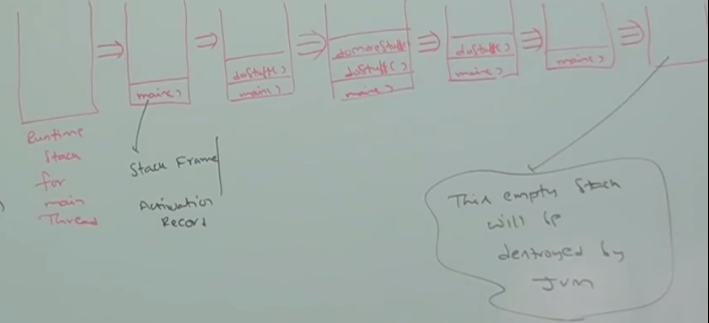 main()
doStuff()
main()
domoreStuff()
doStuff()
main()
doStuff()
main()
main()
Runtime
Stack
for
main
Thread
Stack Frame
Activation
Record
This empty Stack
will be
destroyed by
JVM